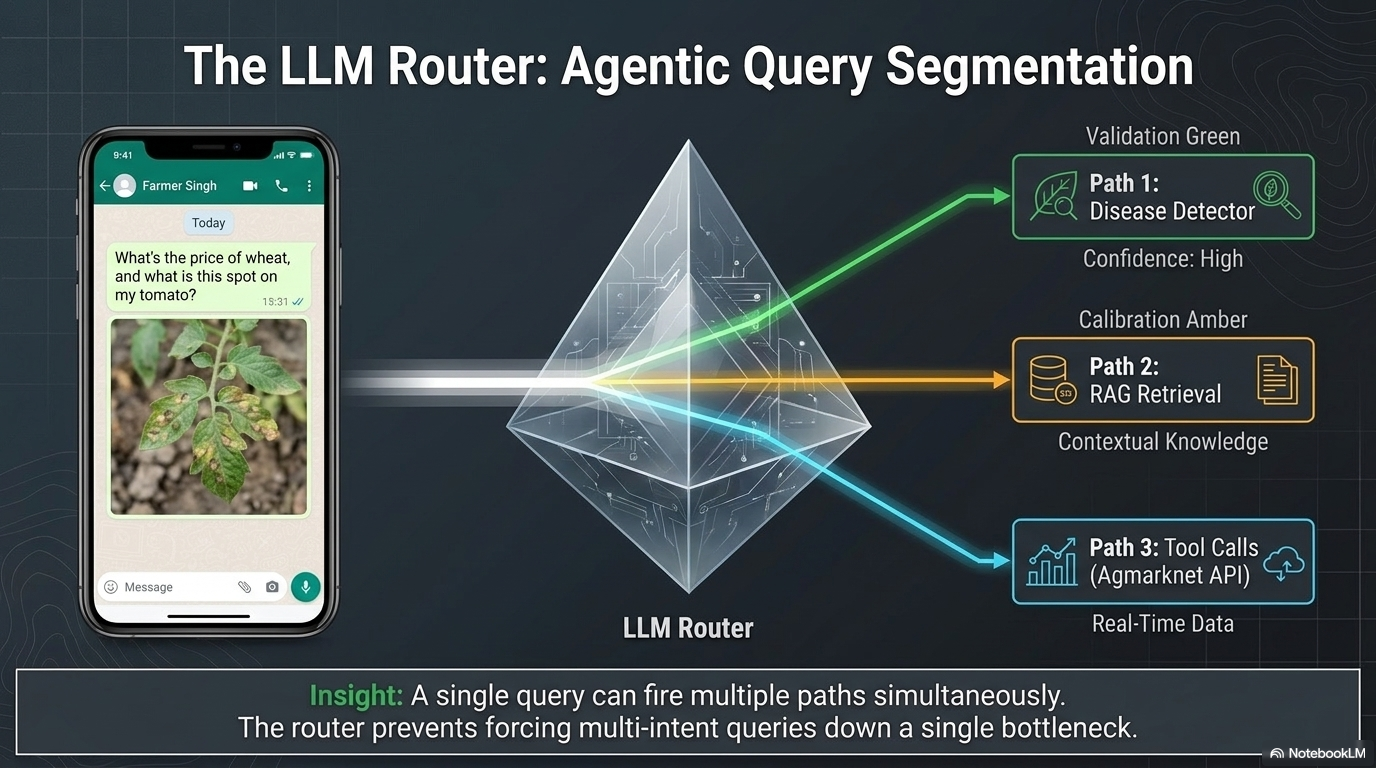 The LLM Router: Agentic Query Segmentation
9:41
Farmer Singh
Today
What's the price of wheat,
and what is this spot on
my tomato?
13:31
Message
LLM Router
Validation Green
Path 1:
Disease Detector
Confidence: High
Calibration Amber
Path 2:
RAG Retrieval
Contextual Knowledge
Path 3: Tool Calls
(Agmarknet API)
Real-Time Data
Insight: A single query can fire multiple paths simultaneously.
The router prevents forcing multi-intent queries down a single bottleneck.
NotebookLM